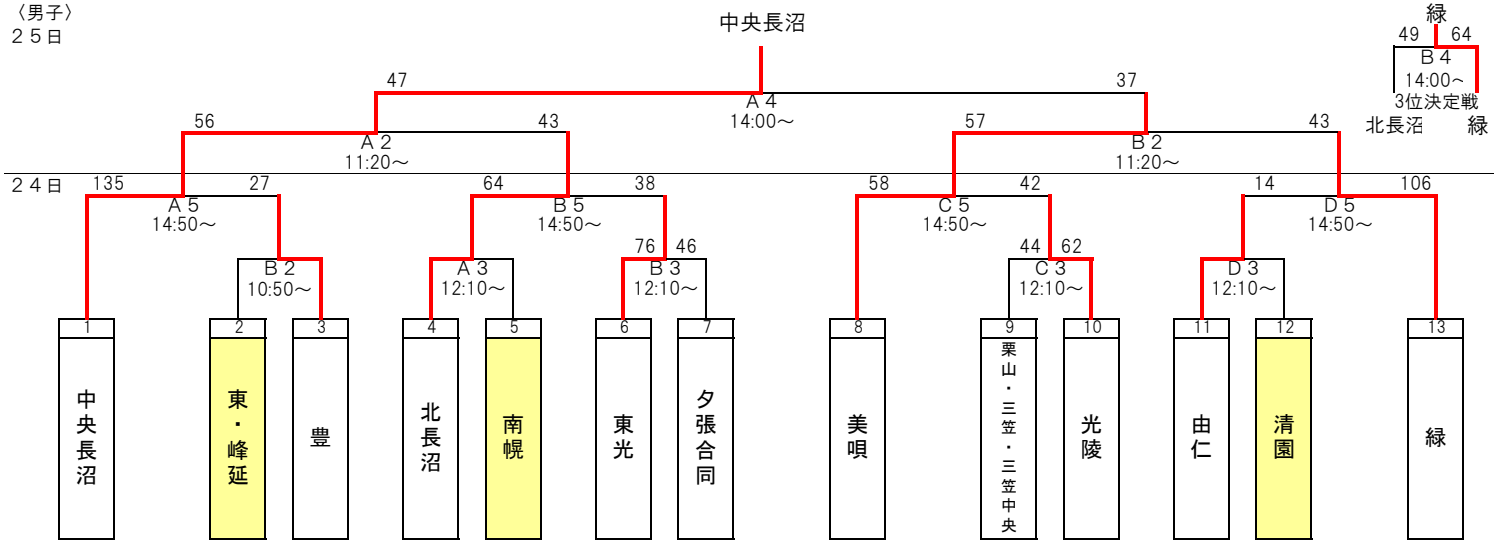 〈男子〉
25日
中央長沼
緑
49 64
B4
14:00~
3位決定戦
北長沼 緑
47 37
A4
14:00～
56 43
A2
11:20～
57 43
B2
11:20～
24日
135 27
A5
14:50～
64 38
B5
14:50～
58 42
C5
14:50～
14 106
D5
14:50～
B2
10:50～
A3
12:10～
76 46
B3
12:10～
44 62
C3
12:10～
D3
12:10～
1 2 3 4 5 6 7 8 9 10 11 12 13
中央長沼
東・峰延
豊
北長沼
南幌
東光
夕張合同
美唄
栗山・三笠・三笠中央
光陵
由仁
清園
緑